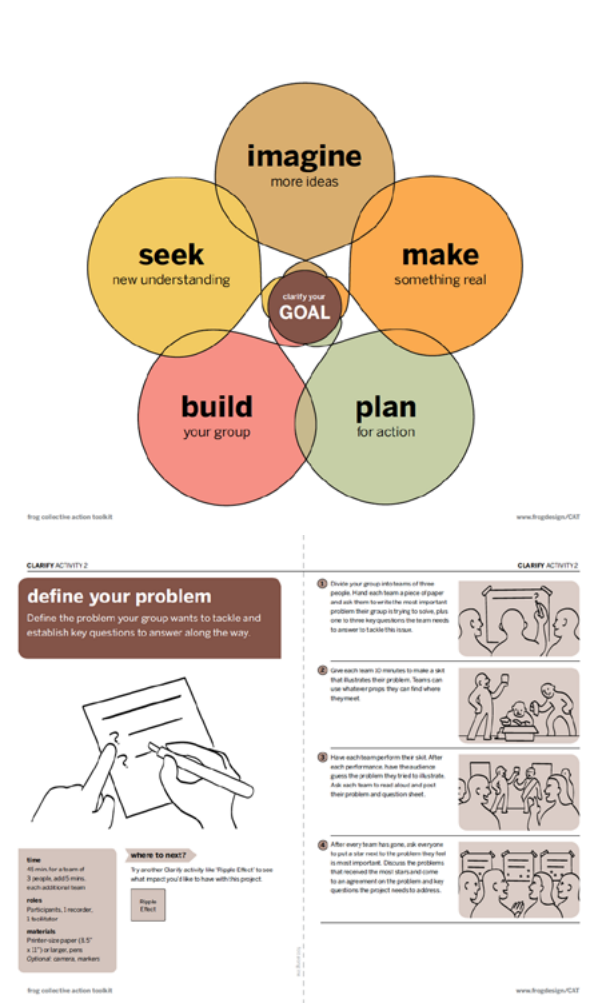 imagine
more ideas
seek
new understanding
make
something real
clarify your
GOAL
build
your group
plan
for action
frog collective action toolkit
www.frogdesign/CAT
CLARIFY ACTIVITY 2
CLARIFY ACTIVITY 2
define your problem
Define the problem your group wants to tackle and
establish key questions to answer along the way.
time
45 mins for a team of
3 people, add 5 mins.
each additional team
roles
Participants, 1 recorder,
1 facilitator
materials
Printer-size paper (8.5"
x 11") or larger, pens
Optional: camera, markers
where to next?
Try another Clarify activity like 'Ripple Effect' to see
what impact you'd like to have with this project.
Ripple
Effect
1 Divide your group into teams of three
people. Hand each team a piece of paper
and ask them to write the most important
problem their group is trying to solve, plus
one to three key questions the team needs
to answer to tackle this issue.
2 Give each team 10 minutes to make a skit
that illustrates their problem. Teams can
use whatever props they can find where
they meet.
3 Have each team perform their skit. After
each performance, have the audience
guess the problem they tried to illustrate.
Ask each team to read aloud and post
their problem and question sheet.
4 After every team has gone, ask everyone
to put a star next to the problem they feel
is most important. Discuss the problems
that received the most stars and come
to an agreement on the problem and key
questions the project needs to address.
frog collective action toolkit
www.frogdesign/CAT